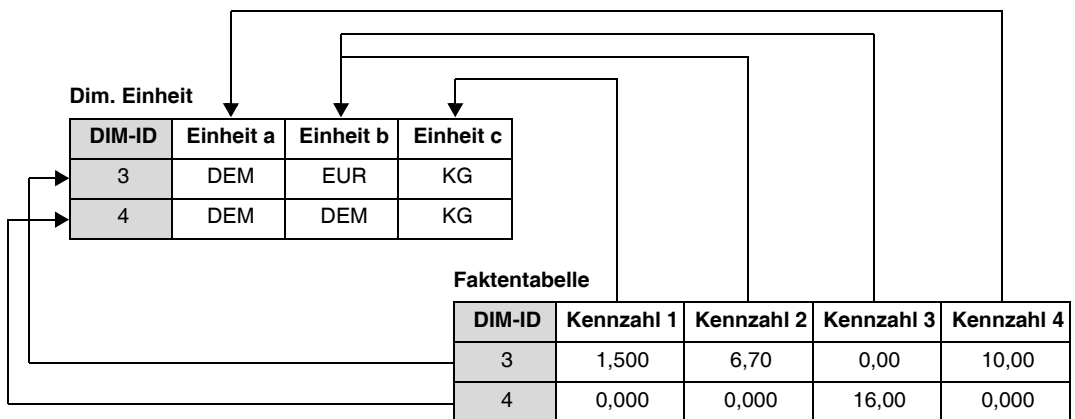 Dim. Einheit
DIM-ID Einheit a Einheit b Einheit c
3 DEM EUR KG
4 DEM DEM KG
Faktentabelle
DIM-ID Kennzahl 1 Kennzahl 2 Kennzahl 3 Kennzahl 4
3 1,500 6,70 0,00 10,00
4 0,000 0,000 16,00 0,000